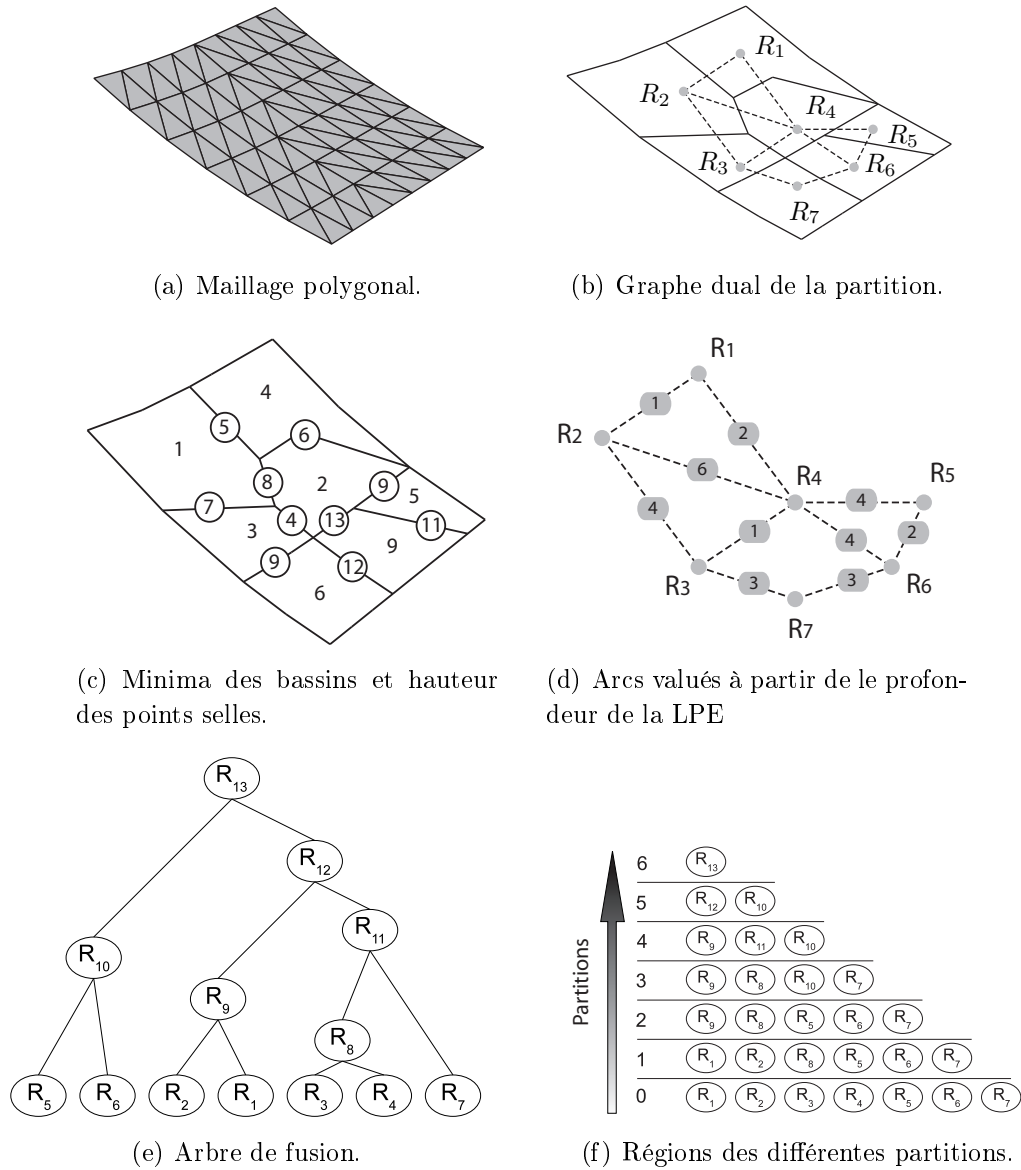 R1
R2
R4
R5
R3
R6
R7
(a) Maillage polygonal.
(b) Graphe dual de la partition.
4
5
6
1
8
2
9
7
5
4
13
11
3
9
9
12
6
R1
1
2
R2
6
R4
R5
4
4
1
4
2
R3
3
3
R6
R7
(c) Minima des bassins et hauteur
des points selles.
(d) Arcs valués à partir de le profon-
deur de la LPE
R13
R12
R11
R10
R9
R8
R5 R6 R2 R1 R3 R4 R7
(e) Arbre de fusion.
Partitions
6 R13
5 R12 R10
4 R9 R11 R10
3 R9 R8 R10 R7
2 R9 R8 R5 R6 R7
1 R1 R2 R8 R5 R6 R7
0 R1 R2 R3 R4 R5 R6 R7
(f) Régions des différentes partitions.